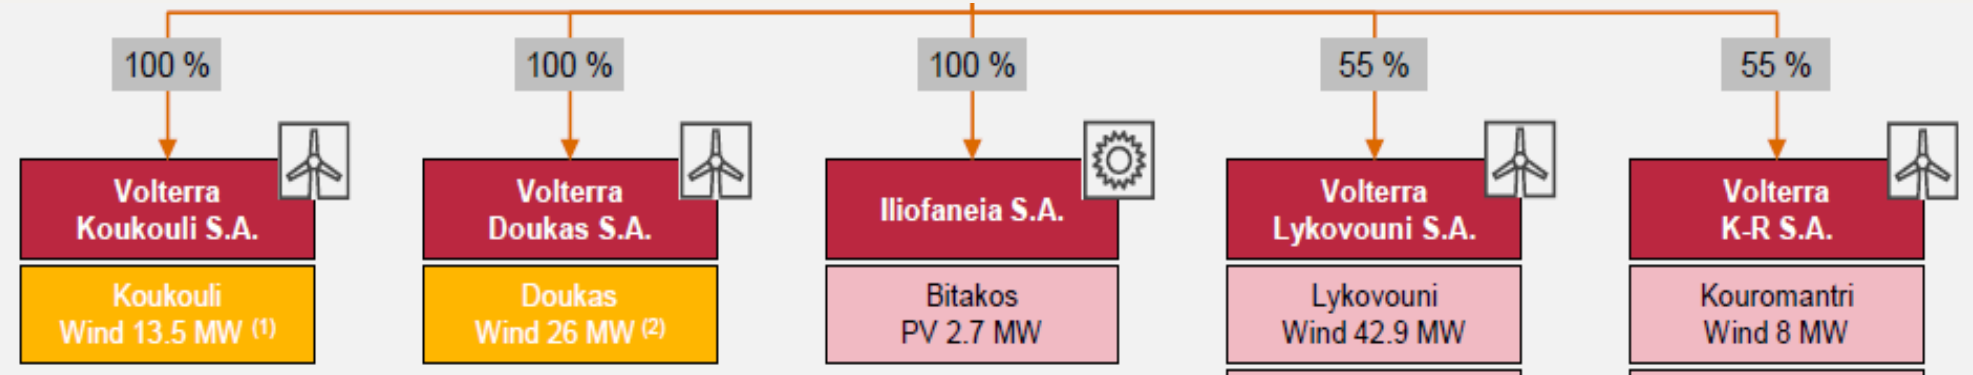 100 %
100 %
100 %
55 %
55 %
Volterra
Koukouli S.A.
Volterra
Doukas S.A.
Iliofaneia S.A.
Volterra
Lykovouni S.A.
Volterra
K-R S.A.
Koukouli
Wind 13.5 MW (1)
Doukas
Wind 26 MW (2)
Bitakos
PV 2.7 MW
Lykovouni
Wind 42.9 MW
Kouromantri
Wind 8 MW